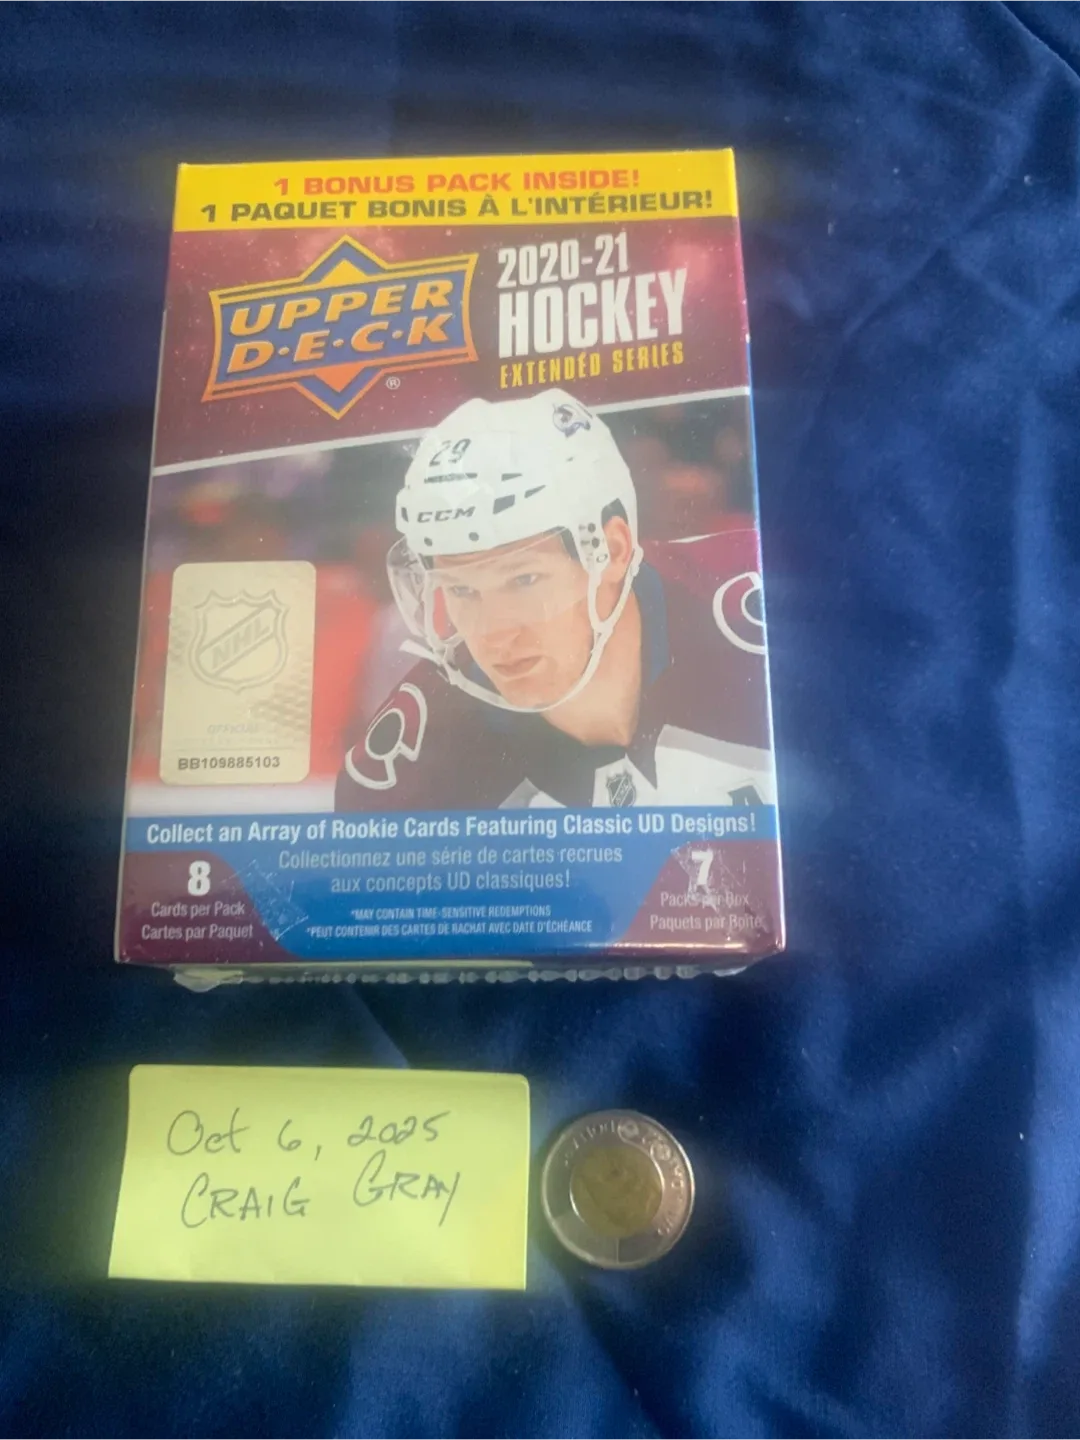 1 BONUS PACK INSIDE!
1 PAQUET BONIS À L'INTÉRIEUR!
UPPER
D·E·C·K
®
2020-21
HOCKEY
EXTENDED SERIES
29
CCM
NHL
OFFICIAL
BB109885103
NHL
A
Collect an Array of Rookie Cards Featuring Classic UD Designs!
Collectionnez une série de cartes recrues
aux concepts UD classiques!
8
Cards per Pack
Cartes par Paquet
7
Packs per Box
Paquets par Boîte
*MAY CONTAIN TIME-SENSITIVE REDEMPTIONS
*PEUT CONTENIR DES CARTES DE RACHAT AVEC DATE D'ÉCHÉANCE
Oct 6, 2025
CRAIG GRAY